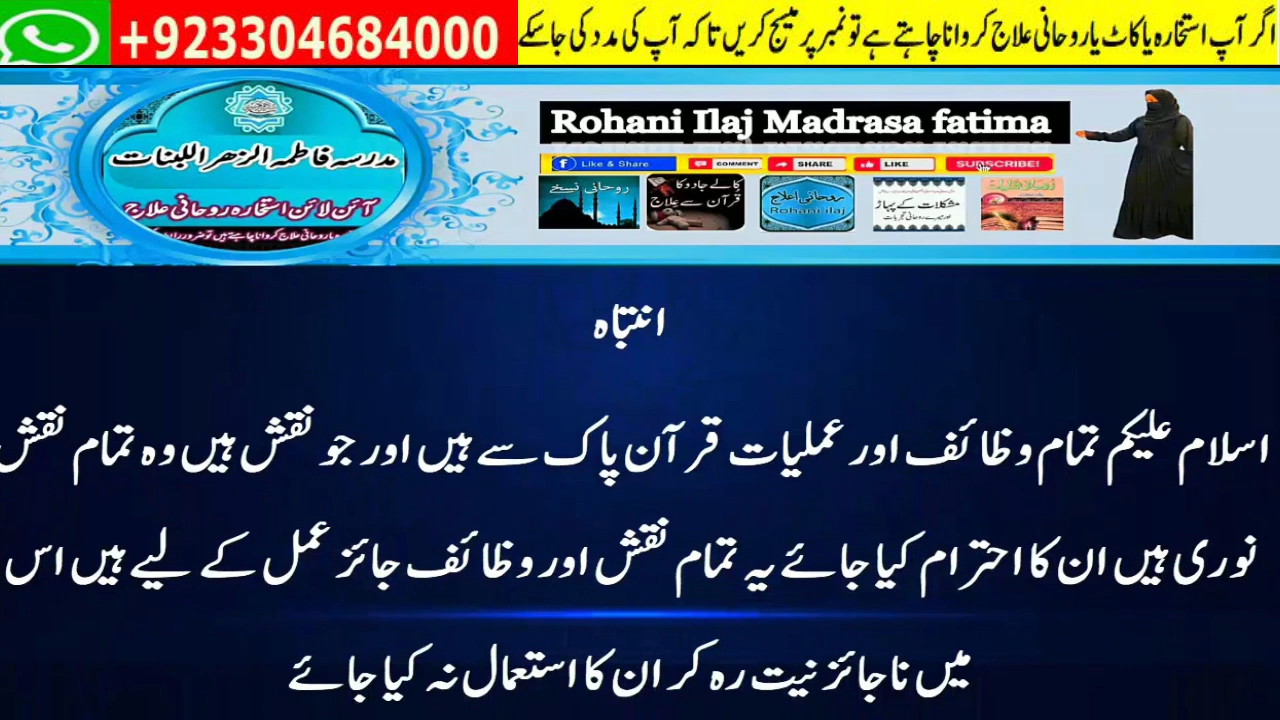 +923304684000
اگر آپ استخارہ یا کاٹ یا روحانی علاج کروانا چاہتے ہے تو نمبر پر میسج کریں تاکہ آپ کی مدد کی جاسکے
مدرسہ فاطمہ الزھرا للبنات
آئن لائن استخارہ روحانی علاج
Rohani Ilaj Madrasa fatima
Like & Share
COMMENT
SHARE
LIKE
SUBSCRIBE!
روحانی نسخ
کالے جادو کا
قرآن سے علاج
روحانی علاج
Rohani Ilaj
مشکلات کے پہاڑ
انتباہ
اسلام علیکم تمام وظائف اور عملیات قرآن پاک سے ہیں اور جو نقش ہیں وہ تمام نقش
نوری ہیں ان کا احترام کیا جائے یہ تمام نقش اور وظائف جائز عمل کے لیے ہیں اس
میں ناجائز نیت رہ کر ان کا استعمال نہ کیا جائے